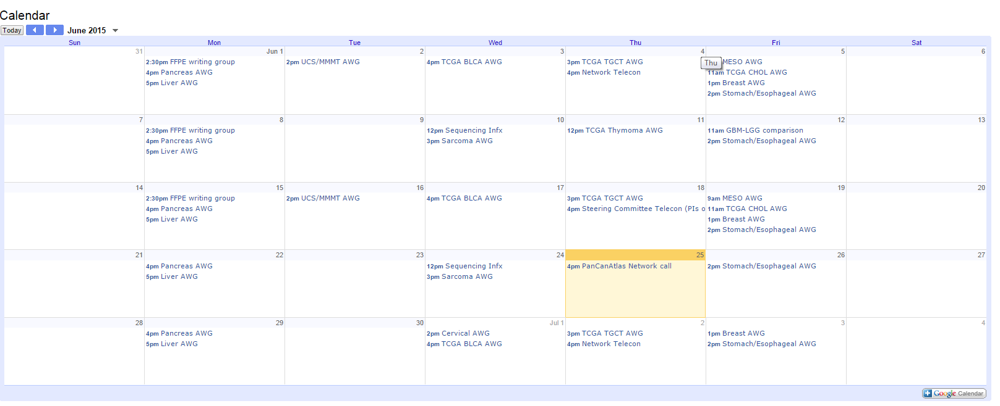 Calendar
Today June 2015
Sun Mon Tue Wed Thu Fri Sat
31 Jun 1 2 3 4 5 6
2:30pm FFPE writing group
4pm Pancreas AWG
5pm Liver AWG
2pm UCS/MMMT AWG
4pm TCGA BLCA AWG
3pm TCGA TGCT AWG
4pm Network Telecon
Thu
MESO AWG
11am TCGA CHOL AWG
1pm Breast AWG
2pm Stomach/Esophageal AWG
7 8 9 10 11 12 13
2:30pm FFPE writing group
4pm Pancreas AWG
5pm Liver AWG
12pm Sequencing Infx
3pm Sarcoma AWG
12pm TCGA Thymoma AWG
11am GBM-LGG comparison
2pm Stomach/Esophageal AWG
14 15 16 17 18 19 20
2:30pm FFPE writing group
4pm Pancreas AWG
5pm Liver AWG
2pm UCS/MMMT AWG
4pm TCGA BLCA AWG
3pm TCGA TGCT AWG
4pm Steering Committee Telecon (PIs o
9am MESO AWG
11am TCGA CHOL AWG
1pm Breast AWG
2pm Stomach/Esophageal AWG
21 22 23 24 25 26 27
4pm Pancreas AWG
5pm Liver AWG
12pm Sequencing Infx
3pm Sarcoma AWG
4pm PanCanAtlas Network call
2pm Stomach/Esophageal AWG
28 29 30 Jul 1 2 3 4
4pm Pancreas AWG
5pm Liver AWG
2pm Cervical AWG
4pm TCGA BLCA AWG
3pm TCGA TGCT AWG
4pm Network Telecon
1pm Breast AWG
2pm Stomach/Esophageal AWG
Google Calendar